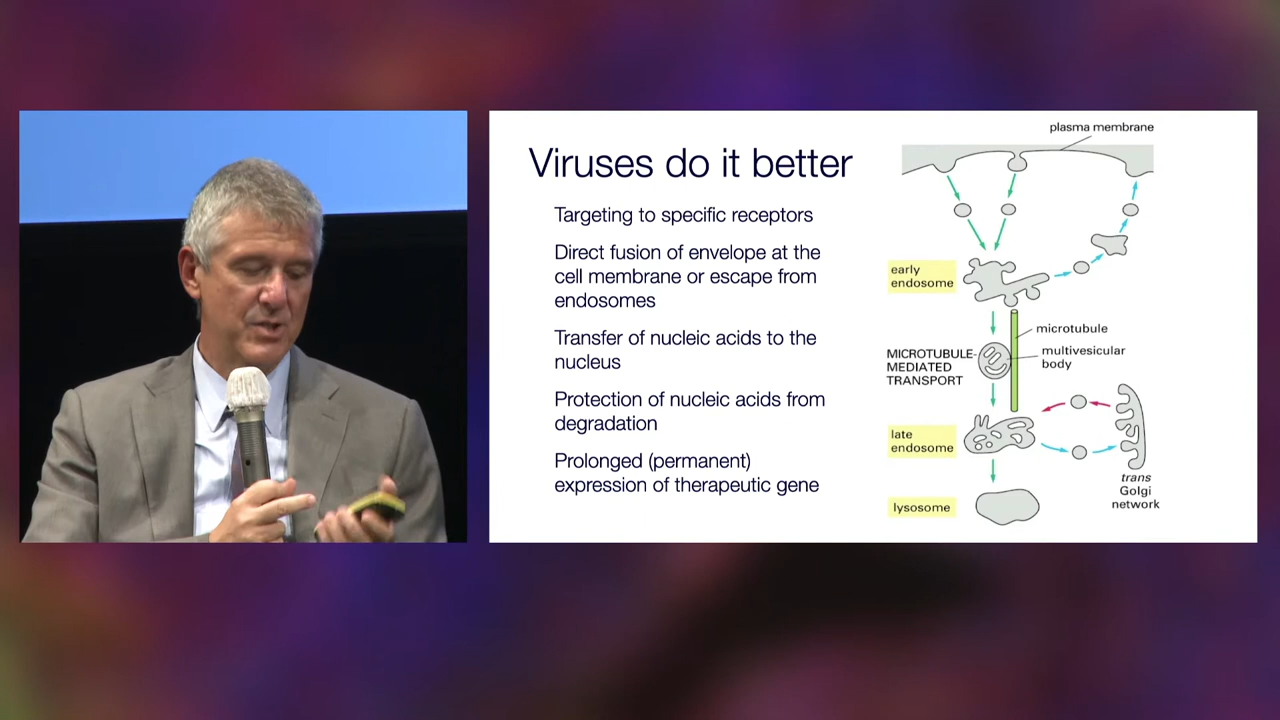 Viruses do it better
Targeting to specific receptors
Direct fusion of envelope at the
cell membrane or escape from
endosomes
Transfer of nucleic acids to the
nucleus
Protection of nucleic acids from
degradation
Prolonged (permanent)
expression of therapeutic gene
plasma membrane
early
endosome
microtubule
MICROTUBULE-
MEDIATED
TRANSPORT
multivesicular
body
late
endosome
trans
Golgi
network
lysosome